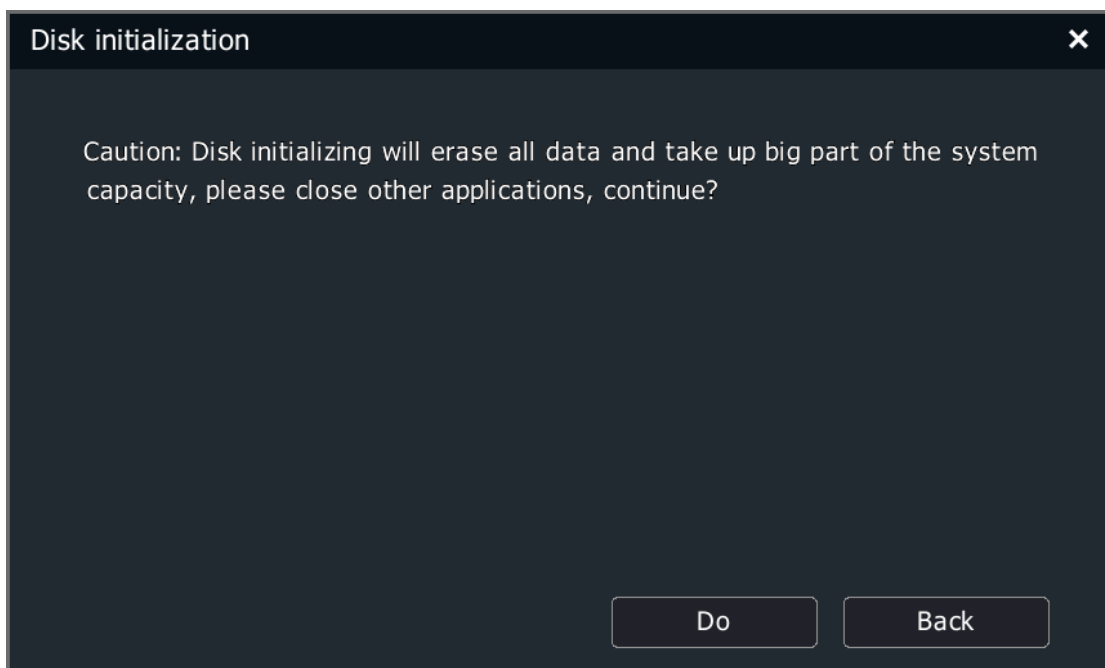 Disk initialization
×
Caution: Disk initializing will erase all data and take up big part of the system
capacity, please close other applications, continue?
Do
Back